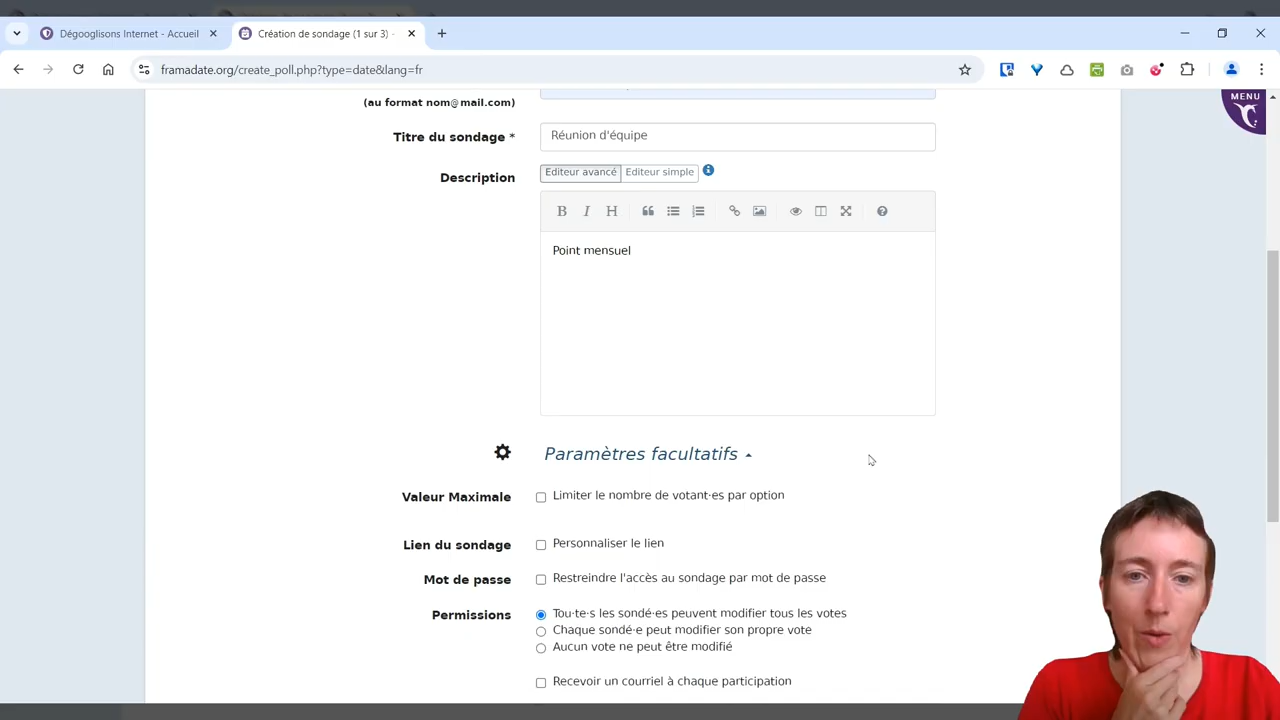 Dégooglisons Internet - Accueil
Création de sondage (1 sur 3) -
framadate.org/create_poll.php?type=date&lang=fr
MENU
(au format nom@mail.com)
Titre du sondage *
Réunion d'équipe
Description
Editeur avancé
Editeur simple
B I H
Point mensuel
Paramètres facultatifs
Valeur Maximale
Limiter le nombre de votant·es par option
Lien du sondage
Personnaliser le lien
Mot de passe
Restreindre l'accès au sondage par mot de passe
Permissions
Tou·te·s les sondé·es peuvent modifier tous les votes
Chaque sondé·e peut modifier son propre vote
Aucun vote ne peut être modifié
Recevoir un courriel à chaque participation